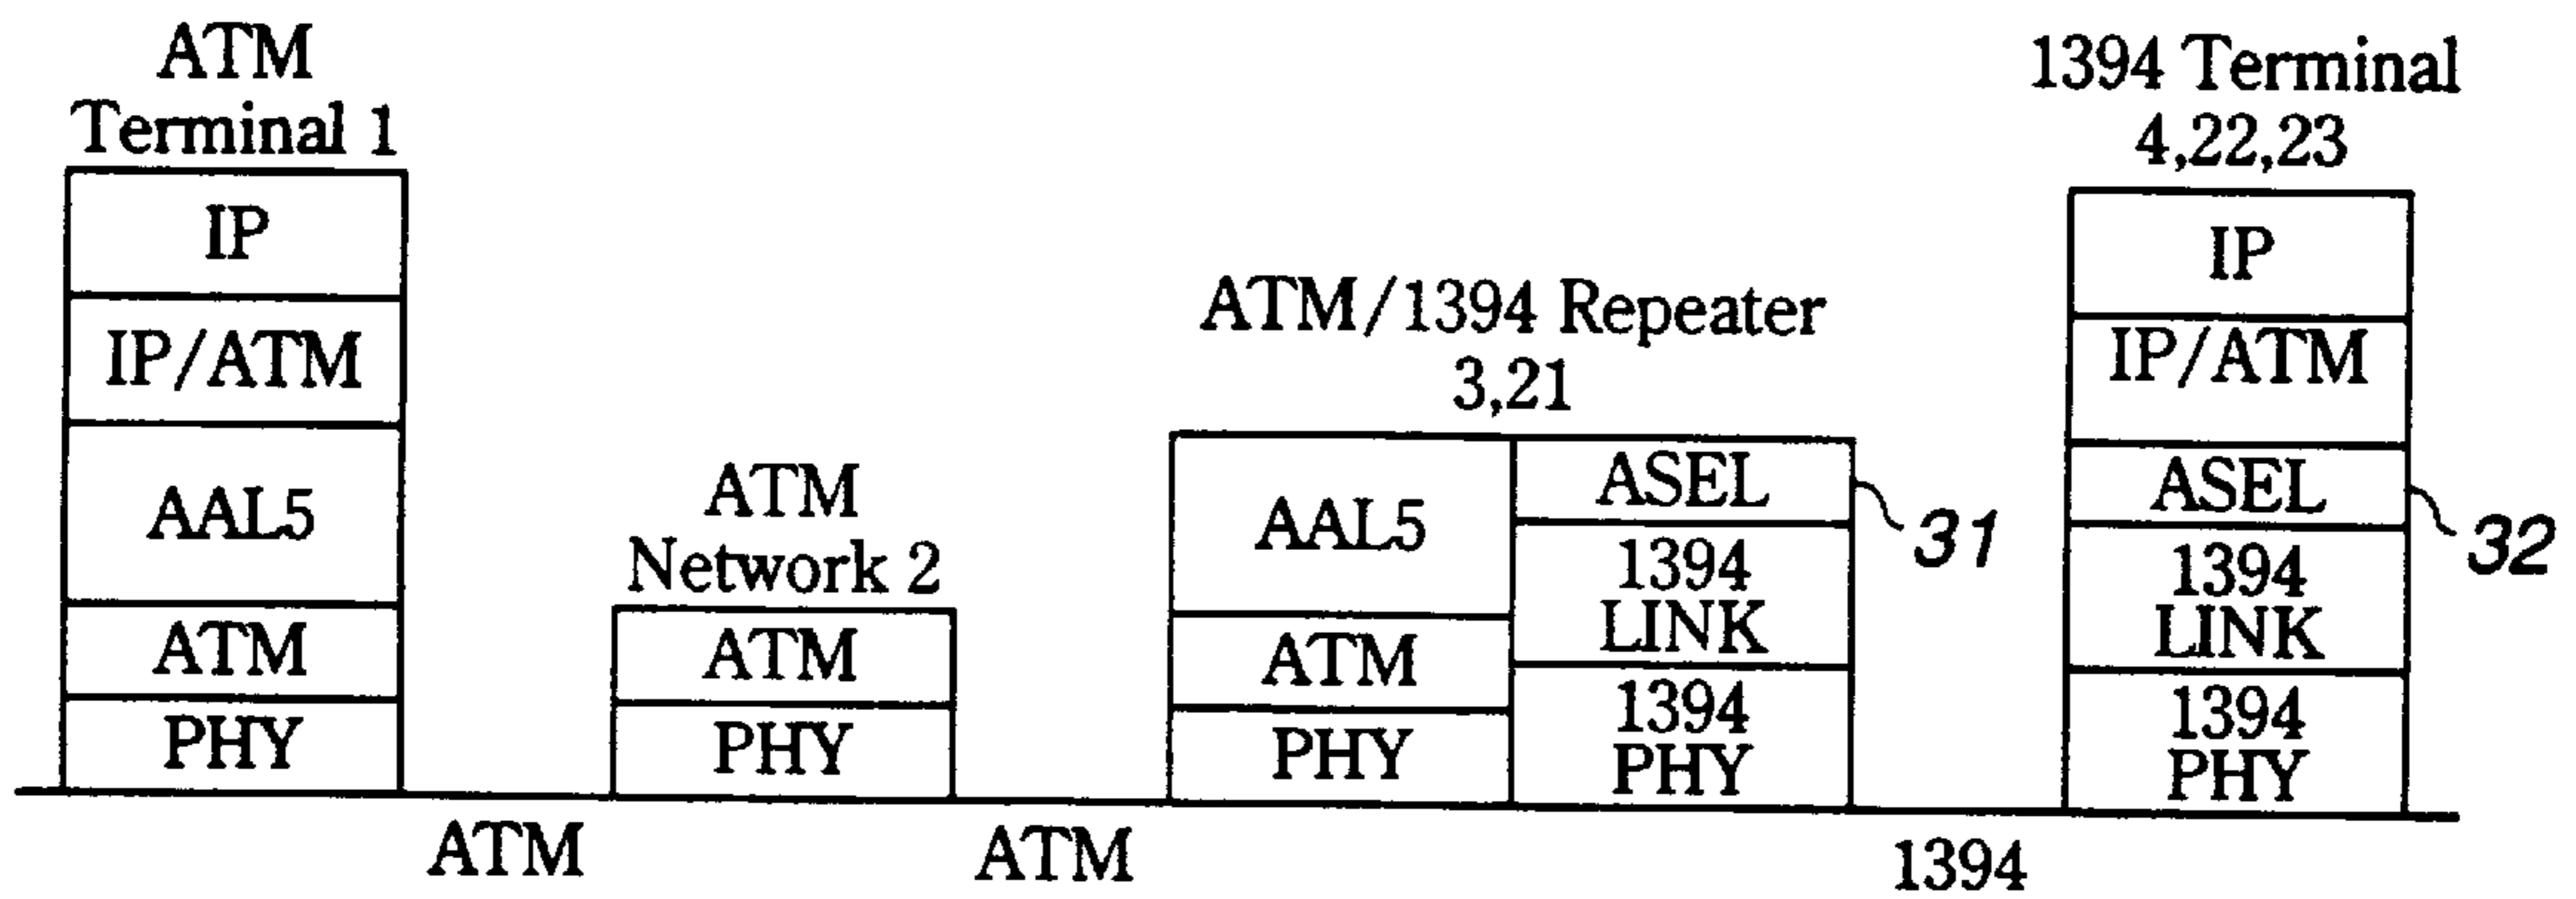 ATM
Terminal 1
IP
IP/ATM
AAL5
ATM
PHY
ATM
ATM
Network 2
ATM
PHY
ATM
ATM/1394 Repeater
3,21
AAL5
ATM
PHY
ASEL
1394
LINK
1394
PHY
31
1394
1394 Terminal
4,22,23
IP
IP/ATM
ASEL
1394
LINK
1394
PHY
32